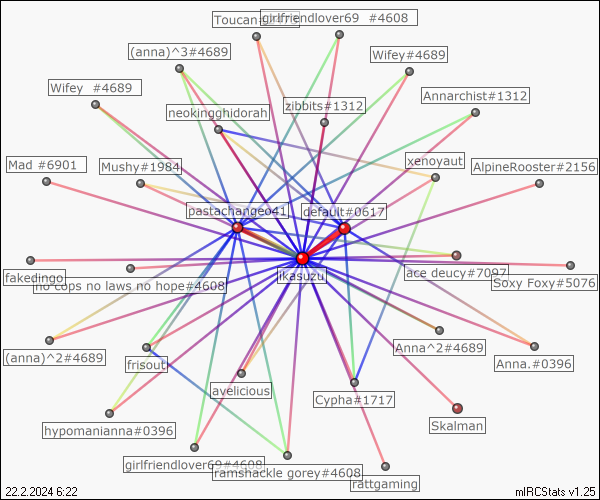 Toucan
girlfriendlover69 #4608
(anna)^3#4689
Wifey#4689
Wifey #4689
Annarchist#1312
zibbits#1312
neokingghidorah
xenoyaut
Mad #6901
Mushy#1984
AlpineRooster#2156
pastachangeo41
default#0617
ikasuzu
ace deucy#7097
fakedingo
no cops no laws no hope#4608
Soxy Foxy#5076
(anna)^2#4689
frisout
Anna^2#4689
Anna.#0396
avelicious
Cypha#1717
Skalman
hypomanianna#0396
girlfriendlover69#4608
ramshackle gorey#4608
rattgaming
22.2.2024 6:22
mIRCStats v1.25